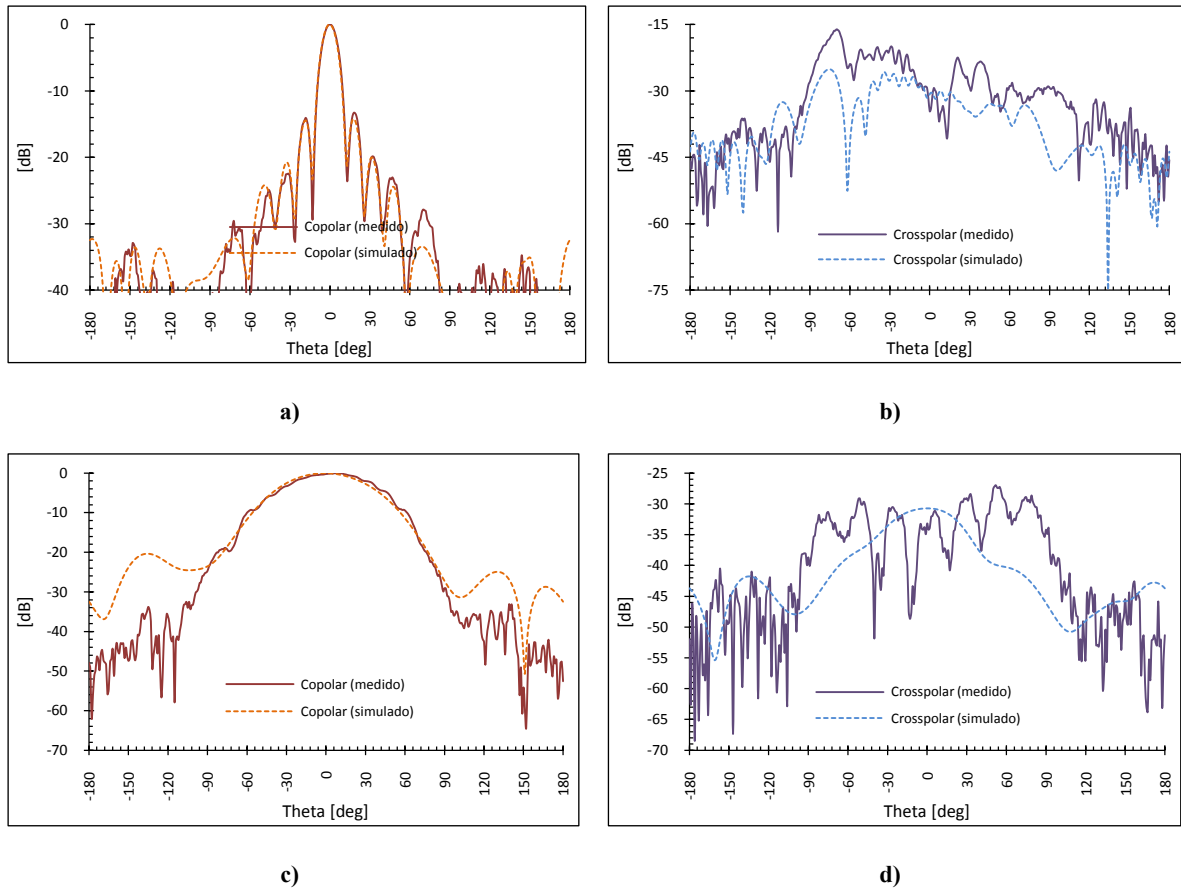 0
-10
-20
-30
-40
[dB]
Copolar (medido)
Copolar (simulado)
-180 -150 -120 -90 -60 -30 0 30 60 90 120 150 180
Theta [deg]
a)
-15
-30
-45
-60
-75
[dB]
Crosspolar (medido)
Crosspolar (simulado)
-180 -150 -120 -90 -60 -30 0 30 60 90 120 150 180
Theta [deg]
b)
0
-10
-20
-30
-40
-50
-60
-70
[dB]
Copolar (medido)
Copolar (simulado)
-180 -150 -120 -90 -60 -30 0 30 60 90 120 150 180
Theta [deg]
c)
-25
-30
-35
-40
-45
-50
-55
-60
-65
-70
[dB]
Crosspolar (medido)
Crosspolar (simulado)
-180 -150 -120 -90 -60 -30 0 30 60 90 120 150 180
Theta [deg]
d)